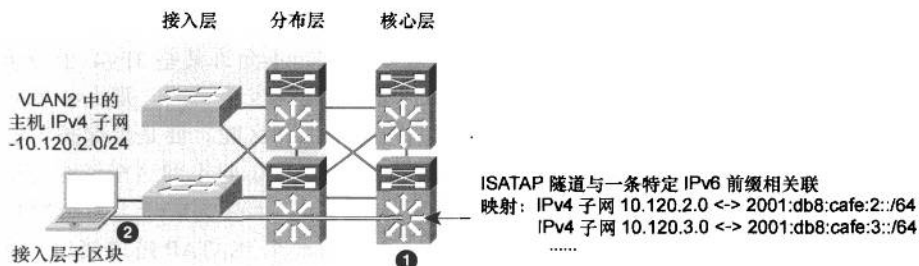 接入层 分布层 核心层
VLAN2 中的
主机 IPv4 子网
-10.120.2.0/24
ISATAP 隧道与一条特定 IPv6 前缀相关联
映射：IPv4 子网 10.120.2.0 <-> 2001:db8:cafe:2::/64
IPv4 子网 10.120.3.0 <-> 2001:db8:cafe:3::/64
......
2
接入层子区块
1